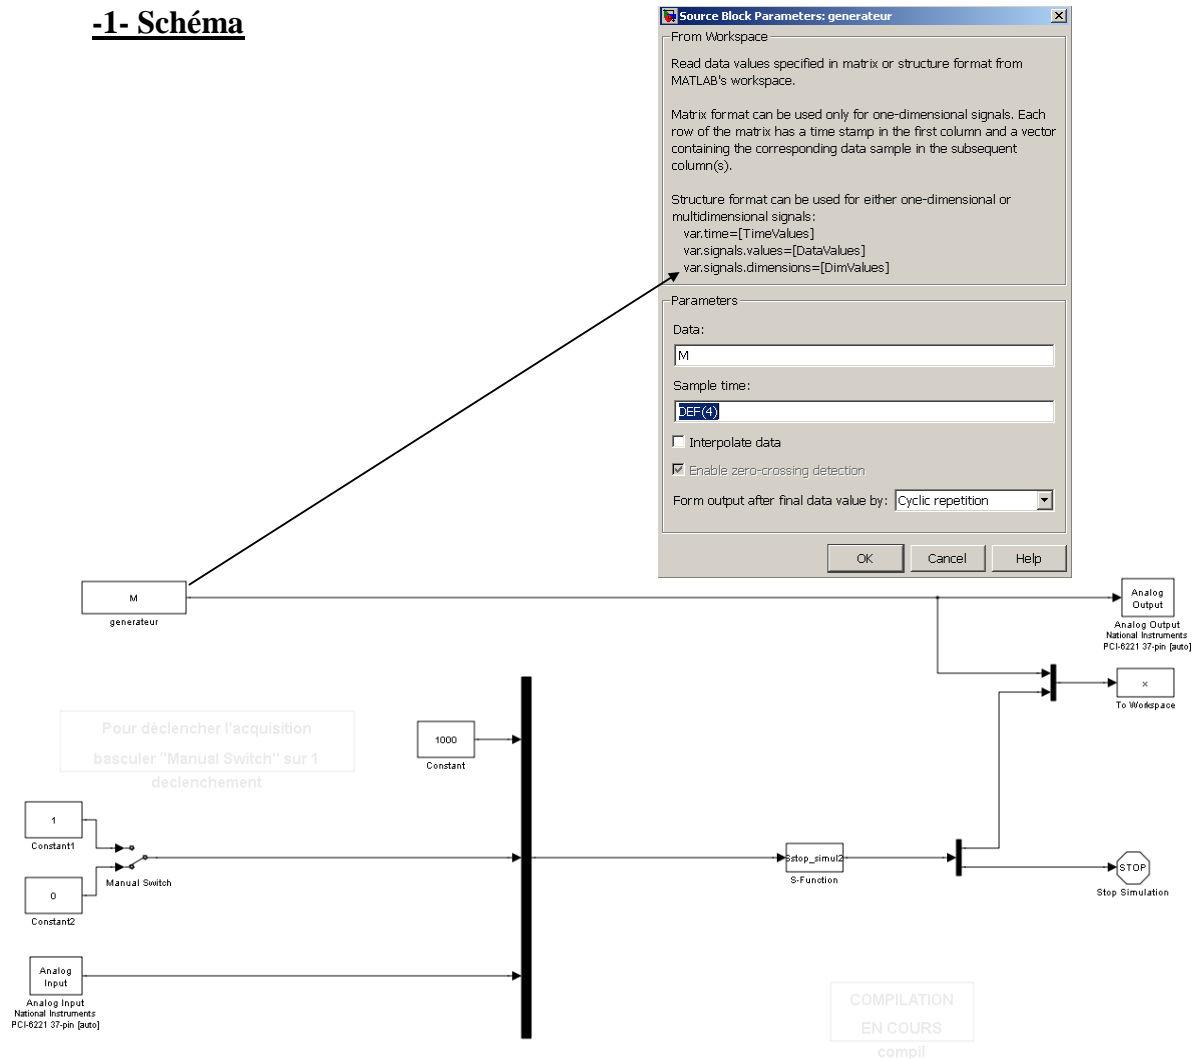 -1- Schéma
Source Block Parameters: generateur
From Workspace
Read data values specified in matrix or structure format from
MATLAB's workspace.
Matrix format can be used only for one-dimensional signals. Each
row of the matrix has a time stamp in the first column and a vector
containing the corresponding data sample in the subsequent
column(s).
Structure format can be used for either one-dimensional or
multidimensional signals:
var.time=[TimeValues]
var.signals.values=[DataValues]
var.signals.dimensions=[DimValues]
Parameters
Data:
M
Sample time:
DEF(4)
Interpolate data
Enable zero-crossing detection
Form output after final data value by: Cyclic repetition
OK Cancel Help
M
generateur
Analog
Output
Analog Output
National Instruments
PCI-6221 37-pin [auto]
x
To Workspace
Pour déclencher l'acquisition
basculer "Manual Switch" sur 1
declenchement
1000
Constant
1
Constant1
Manual Switch
0
Constant2
Sstop_simul2
S-Function
STOP
Stop Simulation
Analog
Input
Analog Input
National Instruments
PCI-6221 37-pin [auto]
COMPILATION
EN COURS
compil